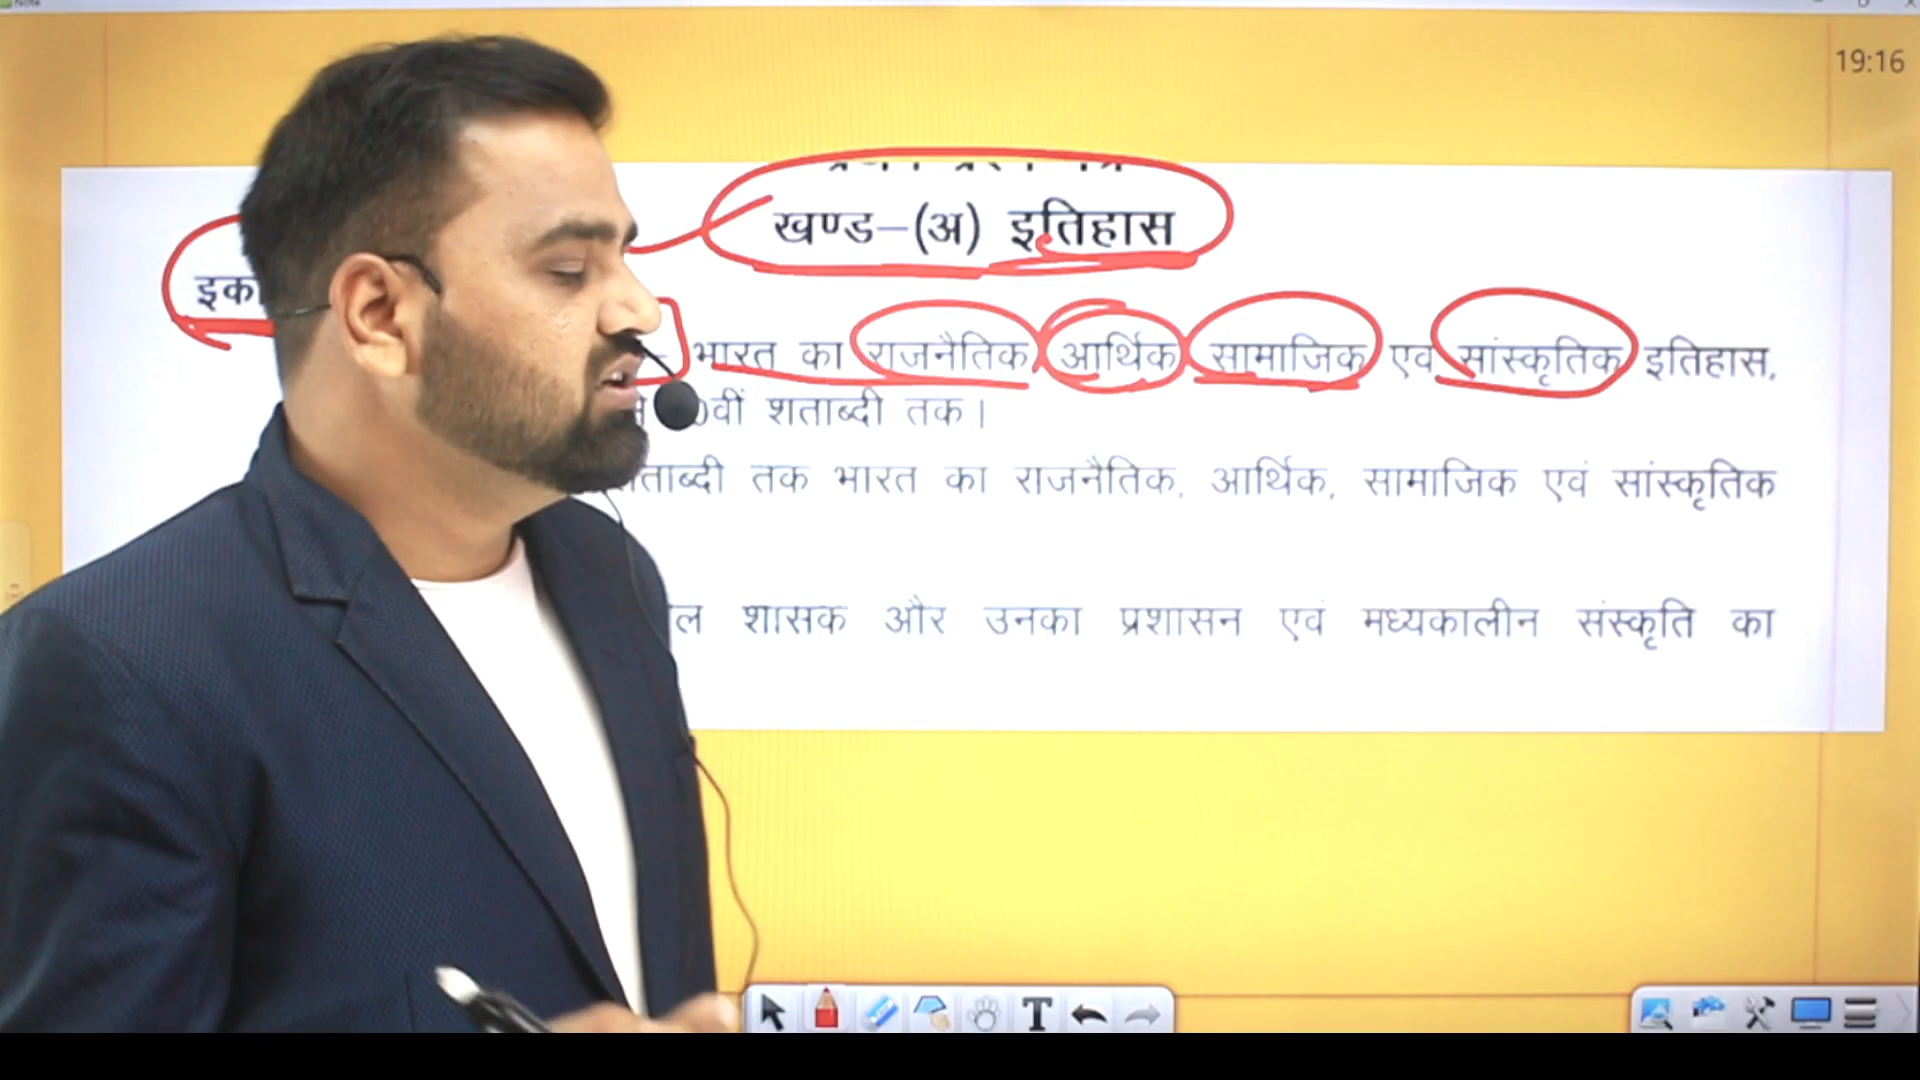 Note
19:16
खण्ड–(अ) इतिहास
भारत का राजनैतिक, आर्थिक, सामाजिक एवं सांस्कृतिक इतिहास,
शताब्दी तक।
तक भारत का राजनैतिक, आर्थिक, सामाजिक एवं सांस्कृतिक
शासक और उनका प्रशासन एवं मध्यकालीन संस्कृति का
T